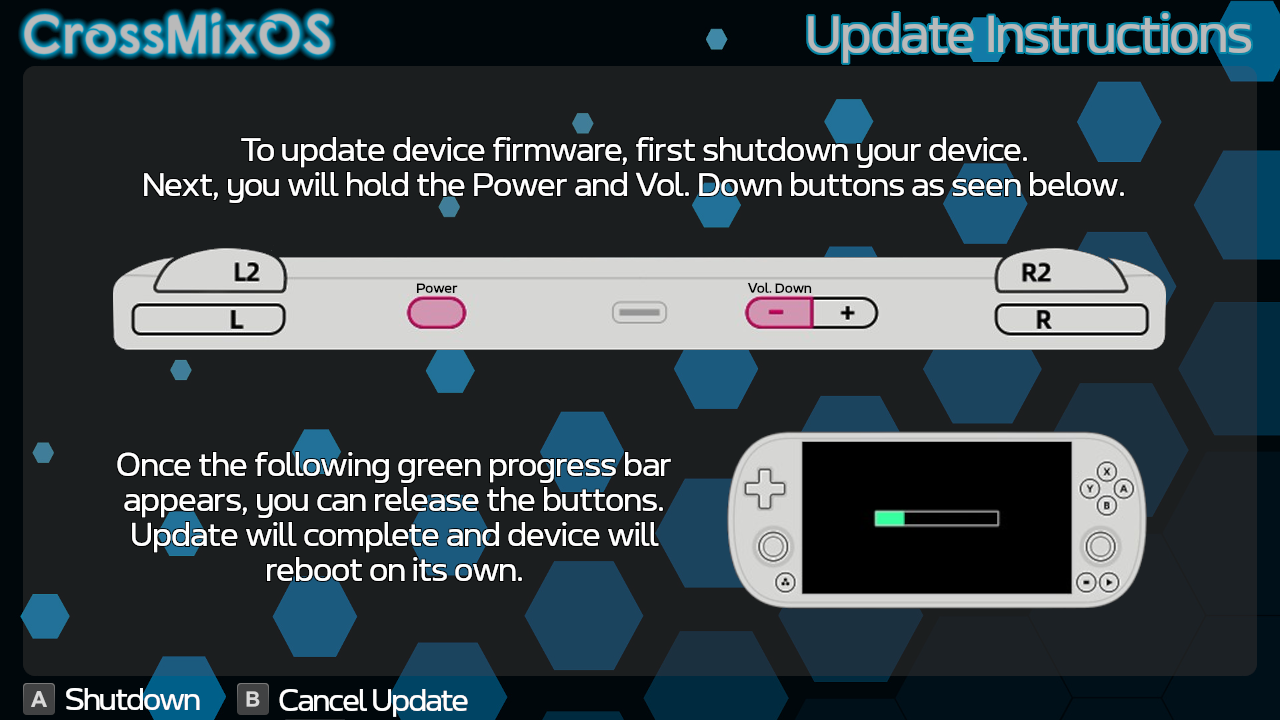 CrossMixOS
Update Instructions
To update device firmware, first shutdown your device.
Next, you will hold the Power and Vol. Down buttons as seen below.
L2
R2
Power
Vol. Down
L
-
+
R
Once the following green progress bar
appears, you can release the buttons.
Update will complete and device will
reboot on its own.
X
Y
A
B
A Shutdown
B Cancel Update